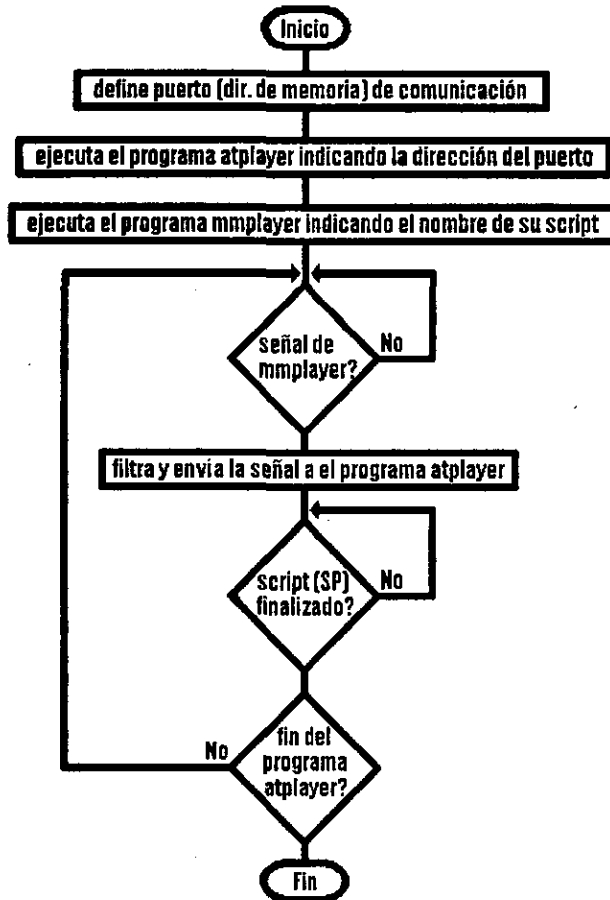 Inicio
define puerto (dir. de memoria) de comunicación
ejecuta el programa atplayer indicando la dirección del puerto
ejecuta el programa mmplayer indicando el nombre de su script
señal de
mmplayer?
No
filtra y envía la señal a el programa atplayer
script (SP)
finalizado?
No
fin del
programa
atplayer?
No
Fin